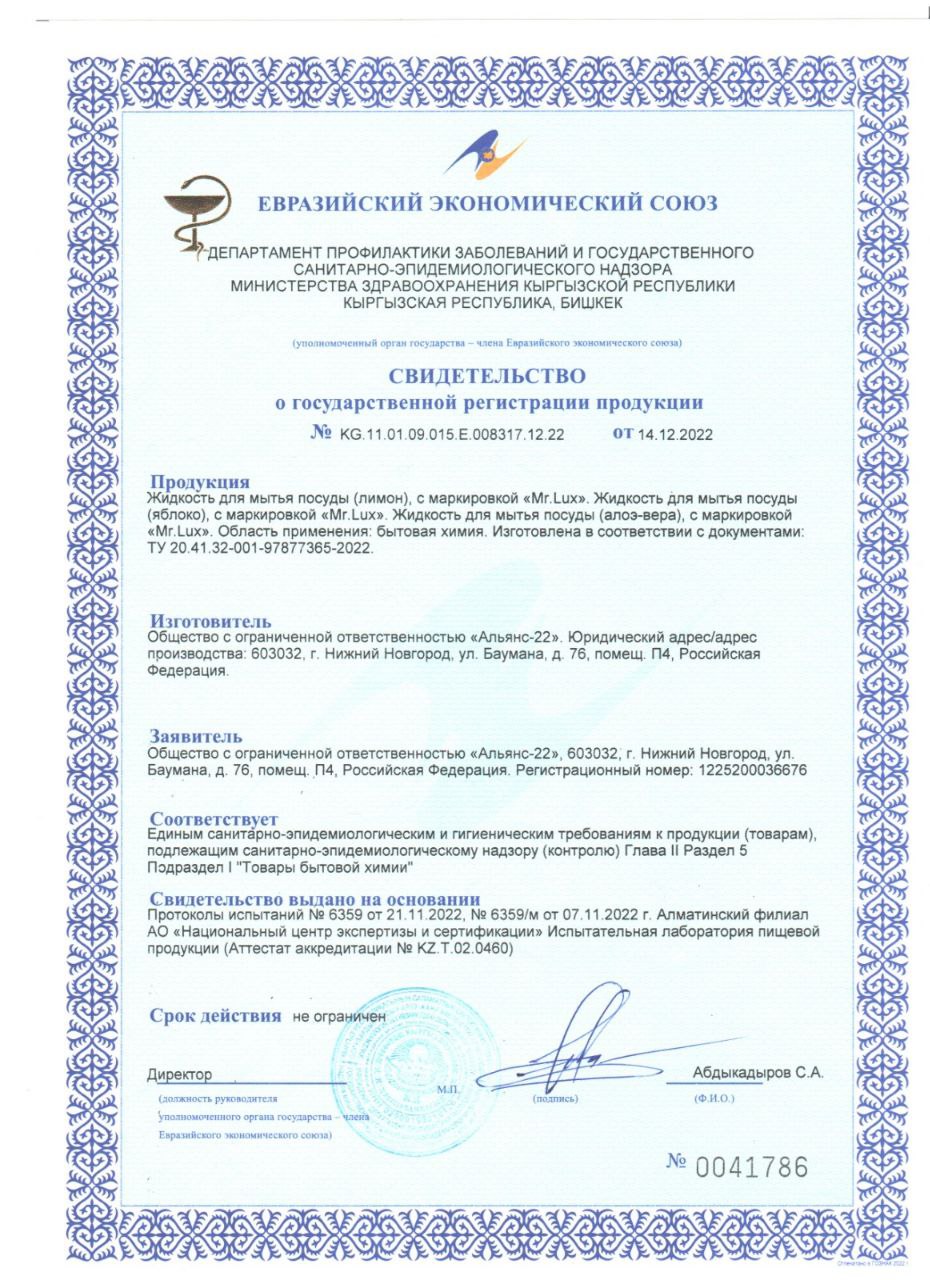 ЕВРАЗИЙСКИЙ ЭКОНОМИЧЕСКИЙ СОЮЗ
ДЕПАРТАМЕНТ ПРОФИЛАКТИКИ ЗАБОЛЕВАНИЙ И ГОСУДАРСТВЕННОГО
САНИТАРНО-ЭПИДЕМИОЛОГИЧЕСКОГО НАДЗОРА
МИНИСТЕРСТВА ЗДРАВООХРАНЕНИЯ КЫРГЫЗСКОЙ РЕСПУБЛИКИ
КЫРГЫЗСКАЯ РЕСПУБЛИКА, БИШКЕК
(уполномоченный орган государства – члена Евразийского экономического союза)
СВИДЕТЕЛЬСТВО
о государственной регистрации продукции
№ KG.11.01.09.015.E.008317.12.22 от 14.12.2022
Продукция
Жидкость для мытья посуды (лимон), с маркировкой «Mr.Lux». Жидкость для мытья посуды
(яблоко), с маркировкой «Mr.Lux». Жидкость для мытья посуды (алоэ-вера), с маркировкой
«Mr.Lux». Область применения: бытовая химия. Изготовлена в соответствии с документами:
ТУ 20.41.32-001-97877365-2022.
Изготовитель
Общество с ограниченной ответственностью «Альянс-22». Юридический адрес/адрес
производства: 603032, г. Нижний Новгород, ул. Баумана, д. 76, помещ. П4, Российская
Федерация.
Заявитель
Общество с ограниченной ответственностью «Альянс-22», 603032, г. Нижний Новгород, ул.
Баумана, д. 76, помещ. П4, Российская Федерация. Регистрационный номер: 1225200036676
Соответствует
Единым санитарно-эпидемиологическим и гигиеническим требованиям к продукции (товарам),
подлежащим санитарно-эпидемиологическому надзору (контролю) Глава II Раздел 5
Подраздел I "Товары бытовой химии"
Свидетельство выдано на основании
Протоколы испытаний № 6359 от 21.11.2022, № 6359/м от 07.11.2022 г. Алматинский филиал
АО «Национальный центр экспертизы и сертификации» Испытательная лаборатория пищевой
продукции (Аттестат аккредитации № KZ.T.02.0460)
Срок действия не ограничен
Директор М.П. Абдыкадыров С.А.
(должность руководителя (подпись) (Ф.И.О.)
уполномоченного органа государства – члена
Евразийского экономического союза)
№ 0041786